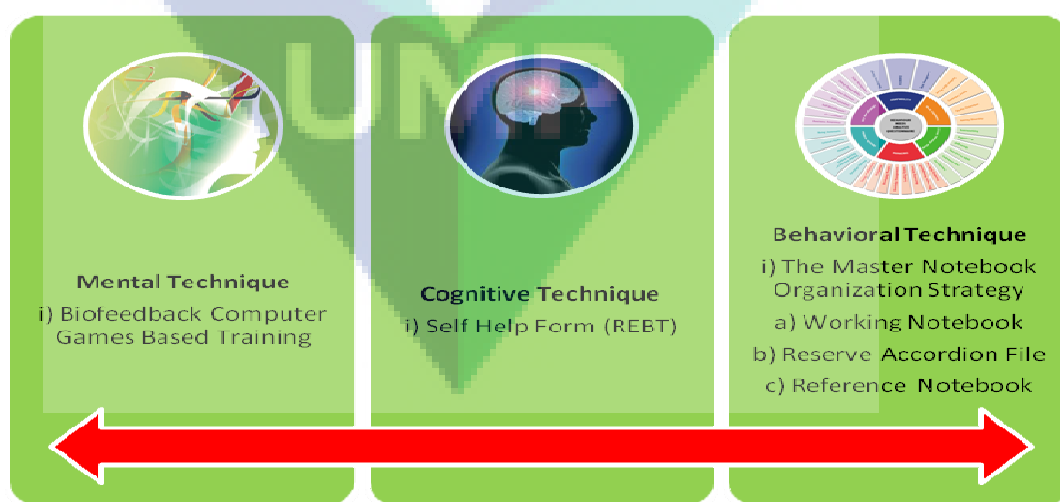 UMP
Mental Technique
i) Biofeedback Computer
Games Based Training
Cognitive Technique
i) Self Help Form (REBT)
Behavioral Technique
i) The Master Notebook
Organization Strategy
a) Working Notebook
b) Reserve Accordion File
c) Reference Notebook